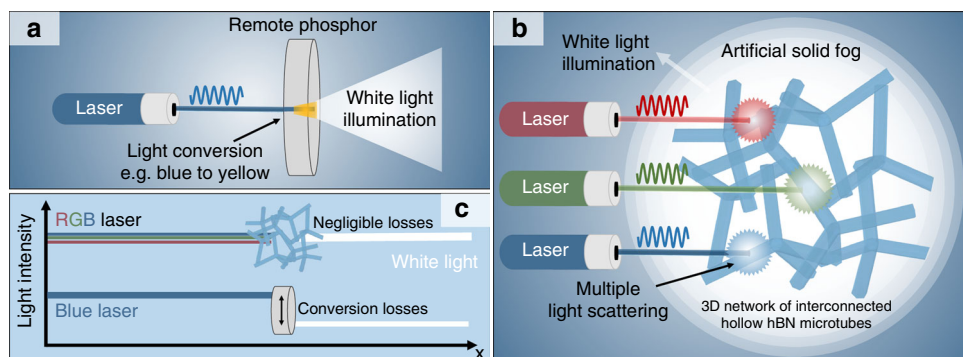 a
Remote phosphor
Laser
White light
illumination
Light conversion
e.g. blue to yellow
b
White light
illumination
Artificial solid fog
Laser
Laser
Laser
Multiple
light scattering
3D network of interconnected
hollow hBN microtubes
c
Light intensity
RGB laser
Negligible losses
White light
Blue laser
Conversion losses
x